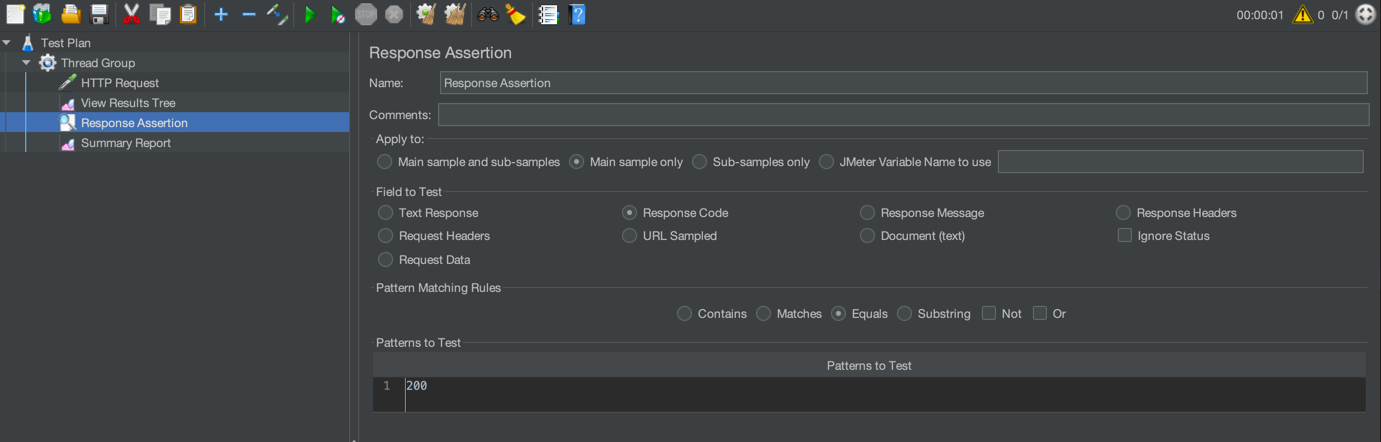 00:00:01 0 0/1
Test Plan
Thread Group
HTTP Request
View Results Tree
Response Assertion
Summary Report
Response Assertion
Name: Response Assertion
Comments:
Apply to:
Main sample and sub-samples Main sample only Sub-samples only JMeter Variable Name to use
Field to Test
Text Response Response Code Response Message Response Headers
Request Headers URL Sampled Document (text) Ignore Status
Request Data
Pattern Matching Rules
Contains Matches Equals Substring Not Or
Patterns to Test
Patterns to Test
1 200